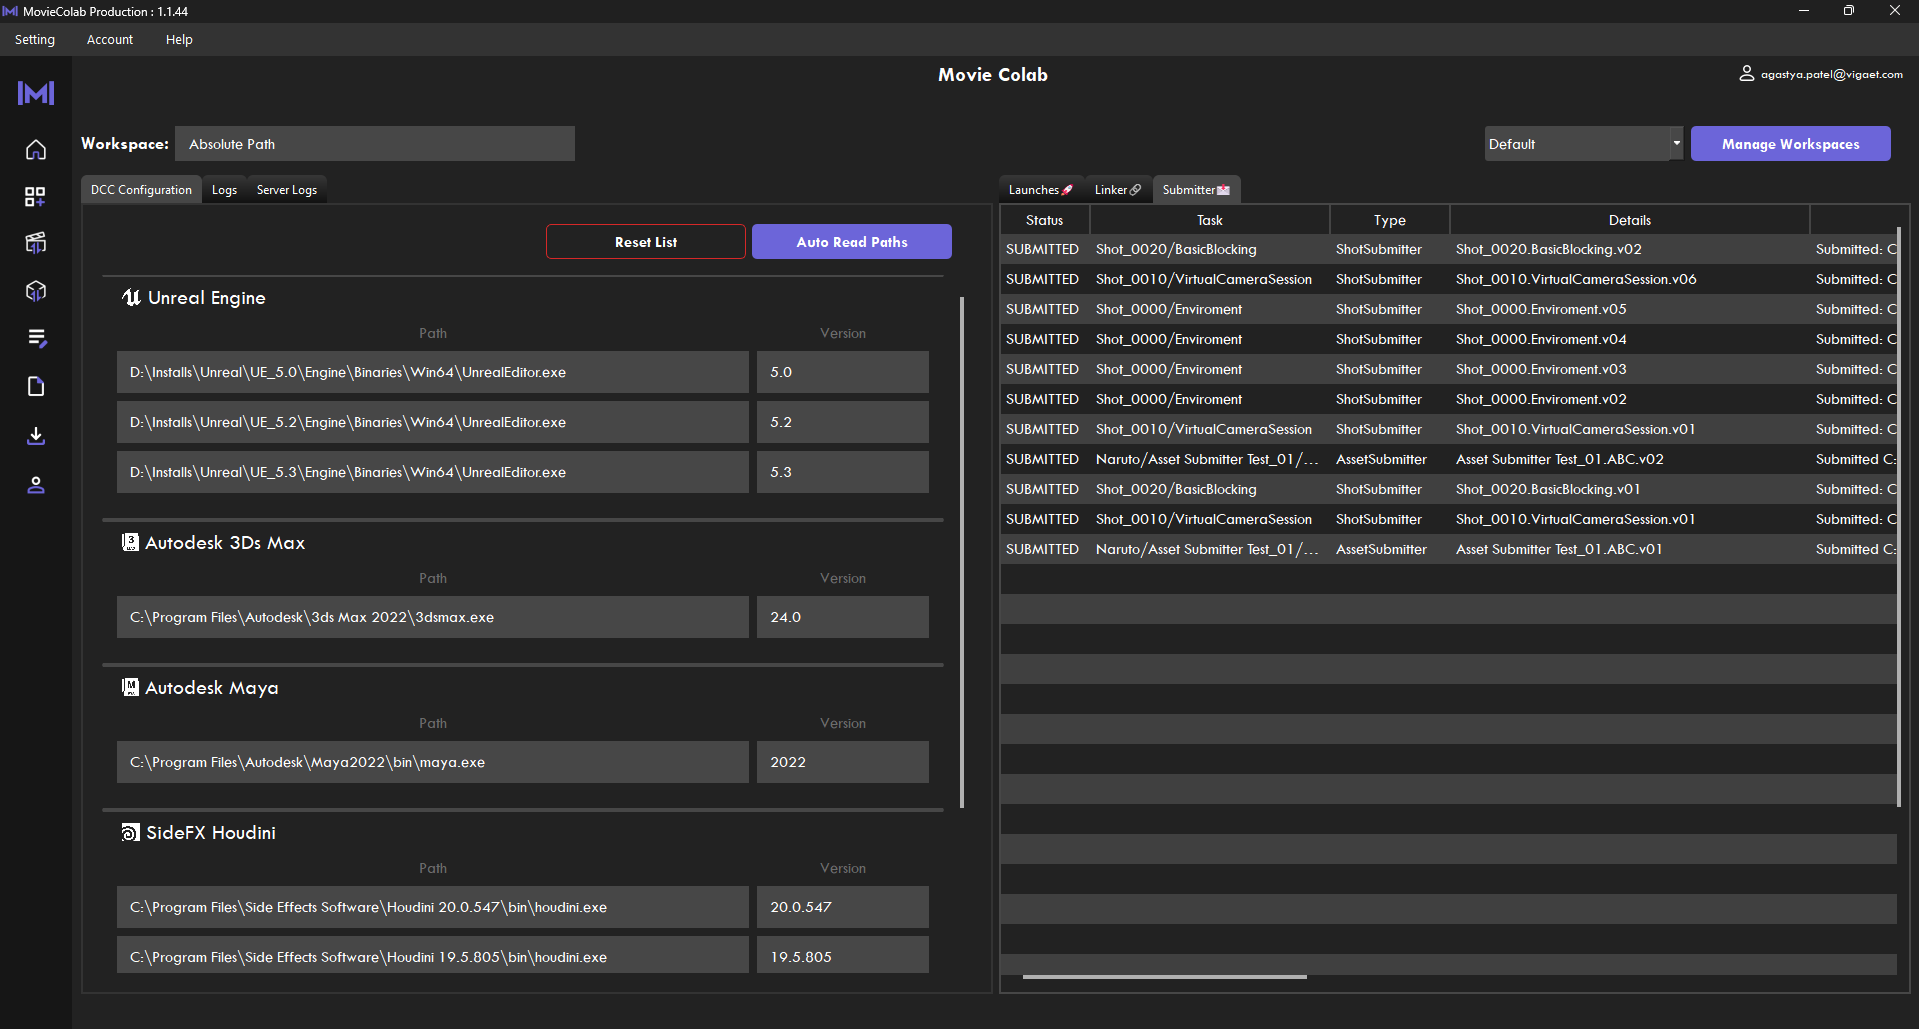 MovieColab Production : 1.1.44
Setting Account Help
Movie Colab
agastya.patel@vigaet.com
Workspace: Absolute Path
Default Manage Workspaces
DCC Configuration Logs Server Logs
Reset List Auto Read Paths
Unreal Engine
Path Version
D:\Installs\Unreal\UE_5.0\Engine\Binaries\Win64\UnrealEditor.exe 5.0
D:\Installs\Unreal\UE_5.2\Engine\Binaries\Win64\UnrealEditor.exe 5.2
D:\Installs\Unreal\UE_5.3\Engine\Binaries\Win64\UnrealEditor.exe 5.3
Autodesk 3Ds Max
Path Version
C:\Program Files\Autodesk\3ds Max 2022\3dsmax.exe 24.0
Autodesk Maya
Path Version
C:\Program Files\Autodesk\Maya2022\bin\maya.exe 2022
SideFX Houdini
Path Version
C:\Program Files\Side Effects Software\Houdini 20.0.547\bin\houdini.exe 20.0.547
C:\Program Files\Side Effects Software\Houdini 19.5.805\bin\houdini.exe 19.5.805
Launches Linker Submitter
Status Task Type Details
SUBMITTED Shot_0020/BasicBlocking ShotSubmitter Shot_0020.BasicBlocking.v02 Submitted: C
SUBMITTED Shot_0010/VirtualCameraSession ShotSubmitter Shot_0010.VirtualCameraSession.v06 Submitted: C
SUBMITTED Shot_0000/Enviroment ShotSubmitter Shot_0000.Enviroment.v05 Submitted: C
SUBMITTED Shot_0000/Enviroment ShotSubmitter Shot_0000.Enviroment.v04 Submitted: C
SUBMITTED Shot_0000/Enviroment ShotSubmitter Shot_0000.Enviroment.v03 Submitted: C
SUBMITTED Shot_0000/Enviroment ShotSubmitter Shot_0000.Enviroment.v02 Submitted: C
SUBMITTED Shot_0010/VirtualCameraSession ShotSubmitter Shot_0010.VirtualCameraSession.v01 Submitted: C
SUBMITTED Naruto/Asset Submitter Test_01/... AssetSubmitter Asset Submitter Test_01.ABC.v02 Submitted C:
SUBMITTED Shot_0020/BasicBlocking ShotSubmitter Shot_0020.BasicBlocking.v01 Submitted: C
SUBMITTED Shot_0010/VirtualCameraSession ShotSubmitter Shot_0010.VirtualCameraSession.v01 Submitted: C
SUBMITTED Naruto/Asset Submitter Test_01/... AssetSubmitter Asset Submitter Test_01.ABC.v01 Submitted C: